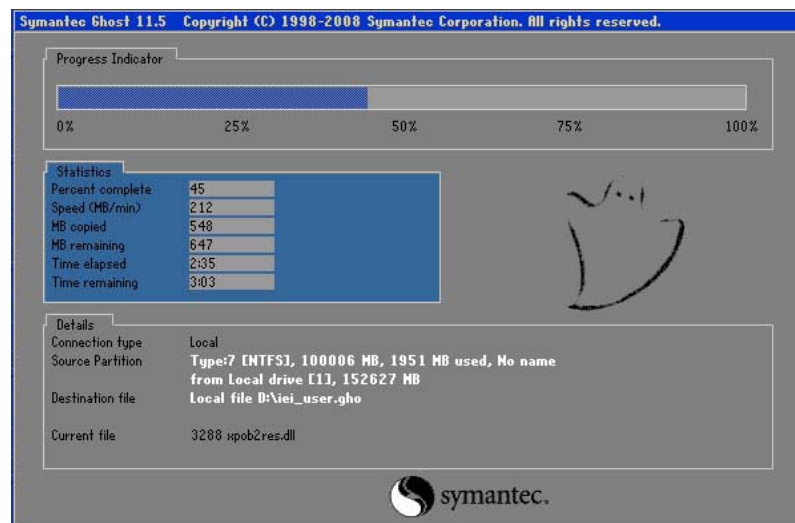 Symantec Ghost 11.5 Copyright (C) 1998-2008 Symantec Corporation. All rights reserved.
Progress Indicator
0% 25% 50% 75% 100%
Statistics
Percent complete 45
Speed (MB/min) 212
MB copied 548
MB remaining 647
Time elapsed 2:35
Time remaining 3:03
Details
Connection type Local
Source Partition Type:7 [NTFS], 100006 MB, 1951 MB used, No name
from Local drive [1], 152627 MB
Destination file Local file D:\iei_user.gho
Current file 3288 xpob2res.dll
symantec.